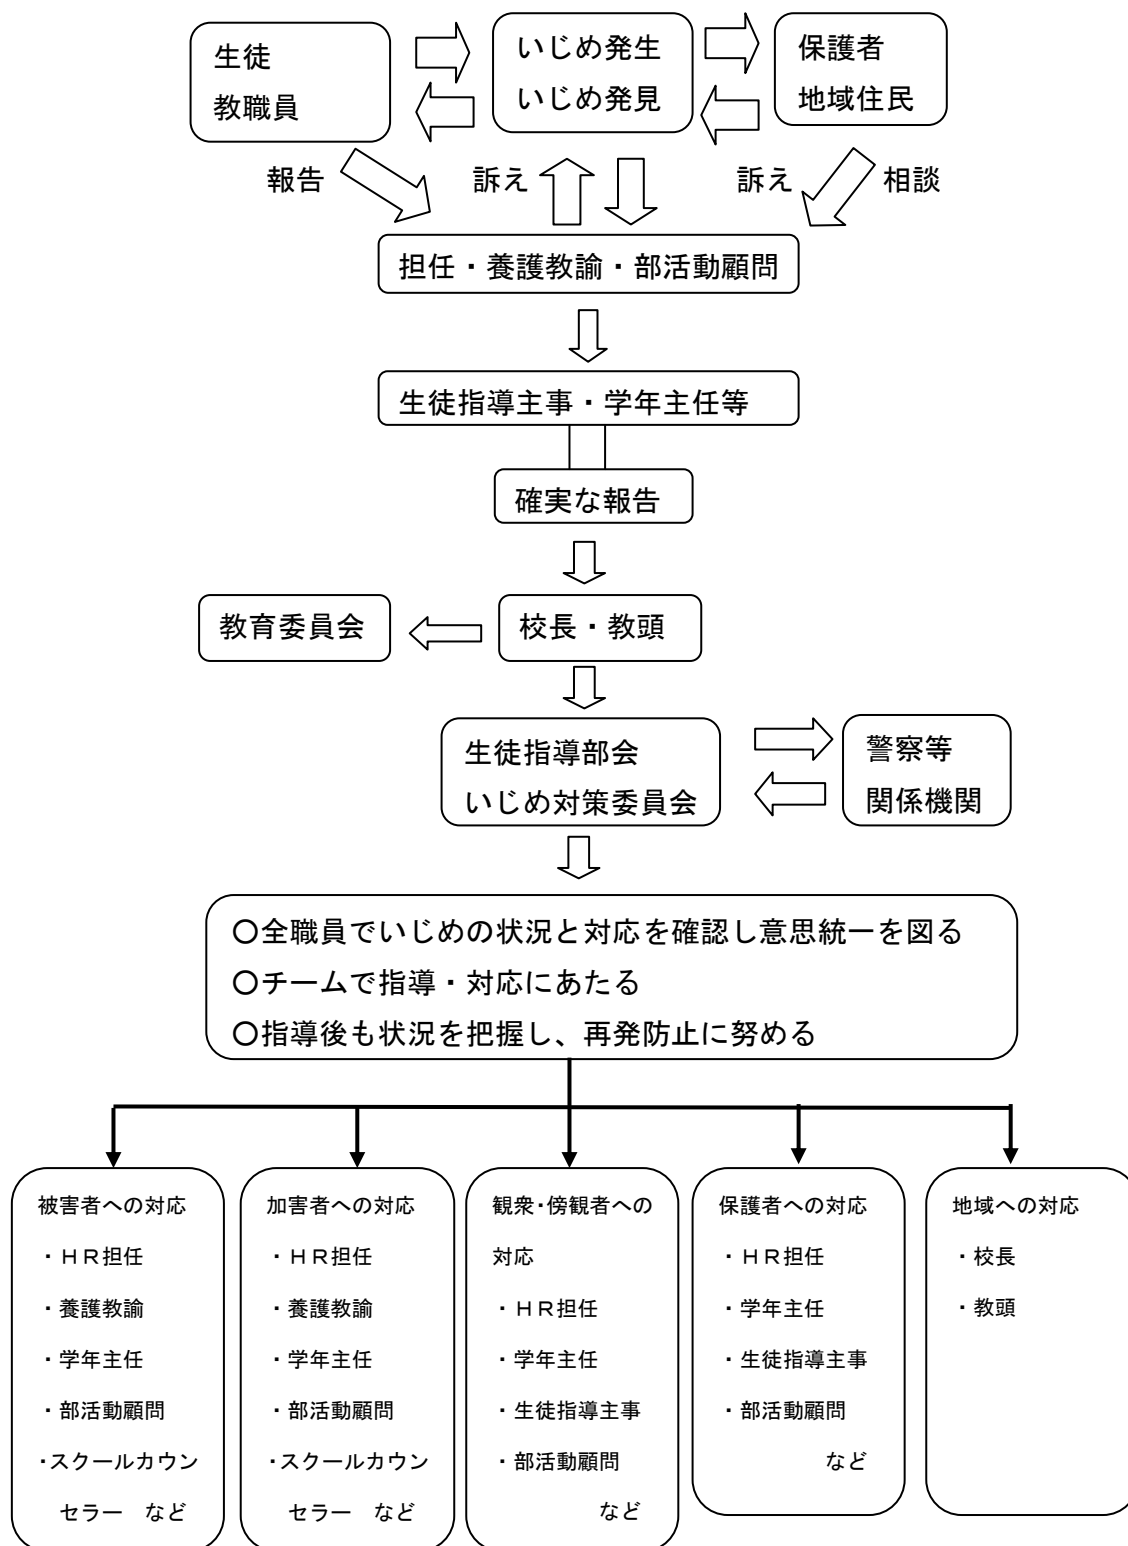 生徒
教職員
いじめ発生
いじめ発見
保護者
地域住民
報告
訴え
訴え
相談
担任・養護教諭・部活動顧問
生徒指導主事・学年主任等
確実な報告
教育委員会
校長・教頭
生徒指導部会
いじめ対策委員会
警察等
関係機関
○全職員でいじめの状況と対応を確認し意思統一を図る
○チームで指導・対応にあたる
○指導後も状況を把握し、再発防止に努める
被害者への対応
・ＨＲ担任
・養護教諭
・学年主任
・部活動顧問
・スクールカウン
セラー　など
加害者への対応
・ＨＲ担任
・養護教諭
・学年主任
・部活動顧問
・スクールカウン
セラー　など
観衆・傍観者への
対応
・ＨＲ担任
・学年主任
・生徒指導主事
・部活動顧問
など
保護者への対応
・ＨＲ担任
・学年主任
・生徒指導主事
・部活動顧問
など
地域への対応
・校長
・教頭